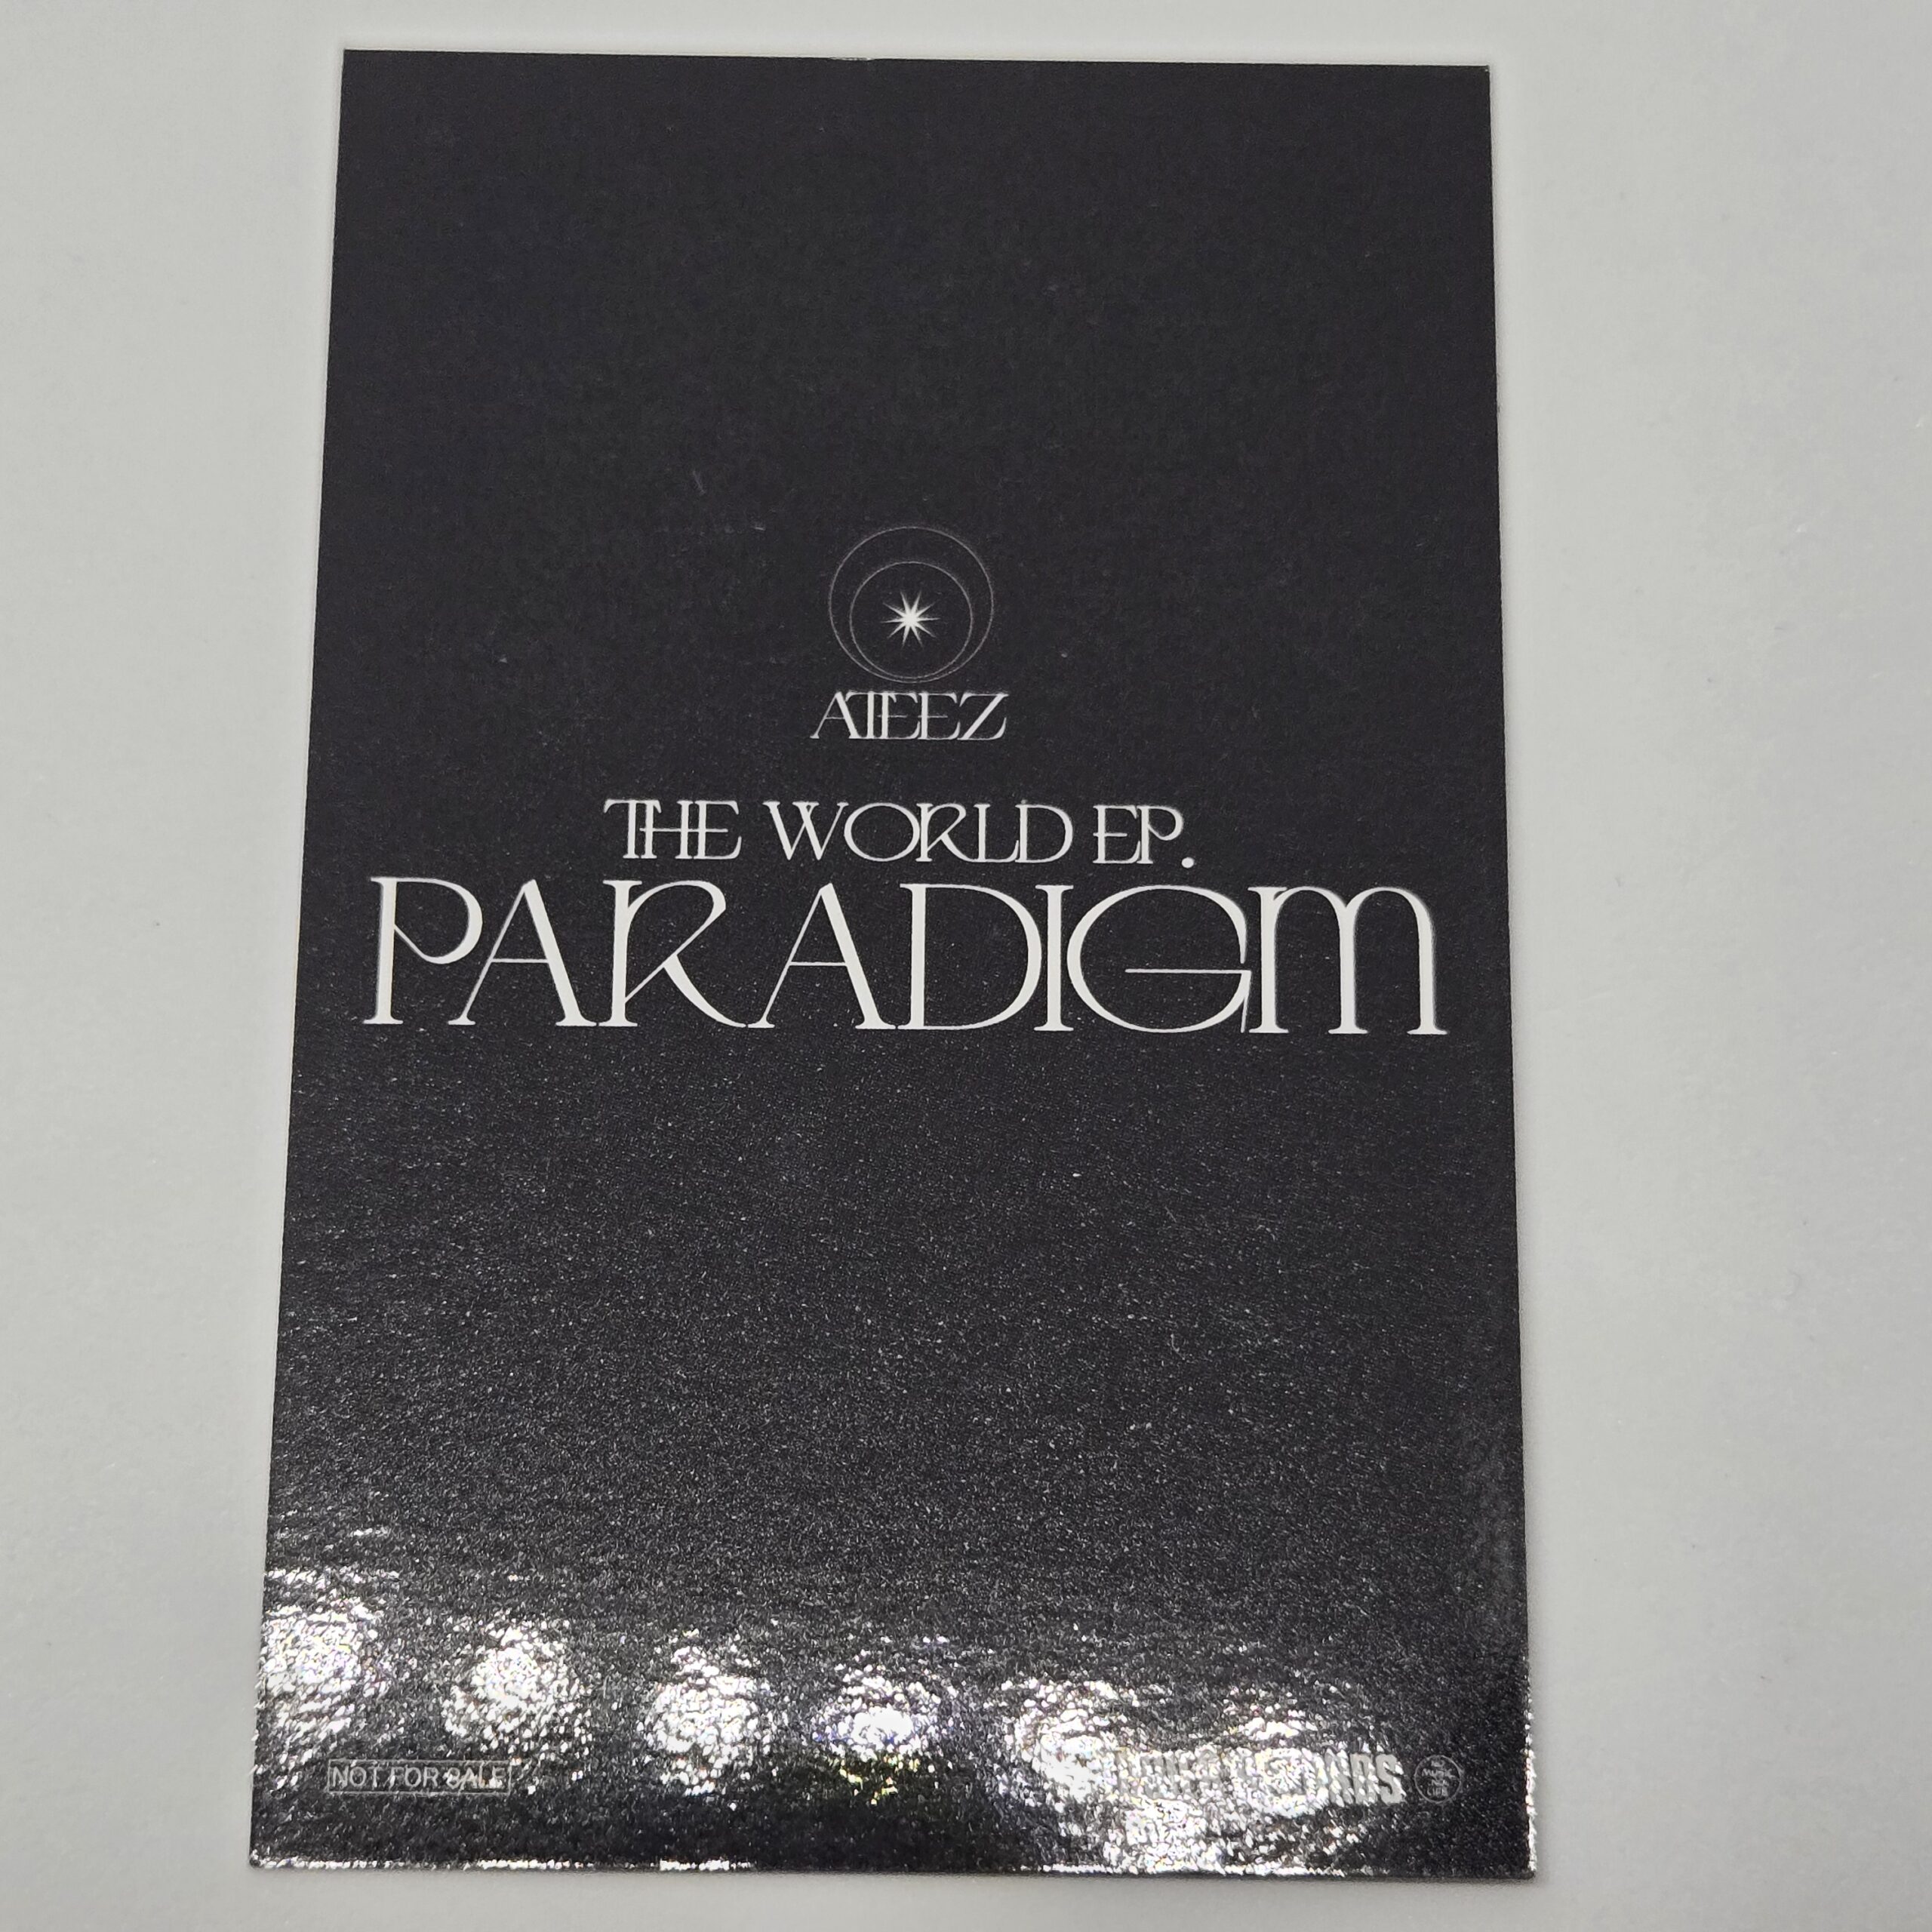 ATEEZ
THE WORLD EP.
PARADIGM
NOT FOR SALE